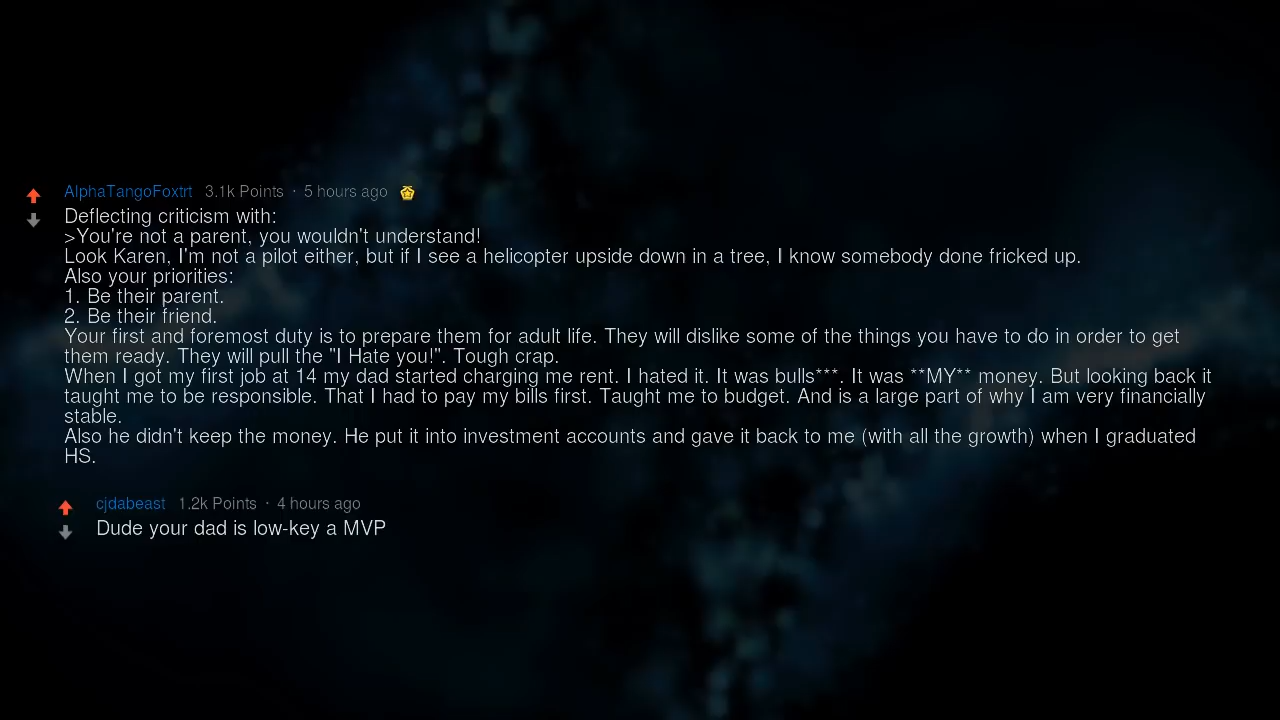 AlphaTangoFoxtrt 3.1k Points · 5 hours ago
Deflecting criticism with:
>You're not a parent, you wouldn't understand!
Look Karen, I'm not a pilot either, but if I see a helicopter upside down in a tree, I know somebody done fricked up.
Also your priorities:
1. Be their parent.
2. Be their friend.
Your first and foremost duty is to prepare them for adult life. They will dislike some of the things you have to do in order to get
them ready. They will pull the "I Hate you!". Tough crap.
When I got my first job at 14 my dad started charging me rent. I hated it. It was bulls***. It was **MY** money. But looking back it
taught me to be responsible. That I had to pay my bills first. Taught me to budget. And is a large part of why I am very financially
stable.
Also he didn't keep the money. He put it into investment accounts and gave it back to me (with all the growth) when I graduated
HS.
cjdabeast 1.2k Points · 4 hours ago
Dude your dad is low-key a MVP